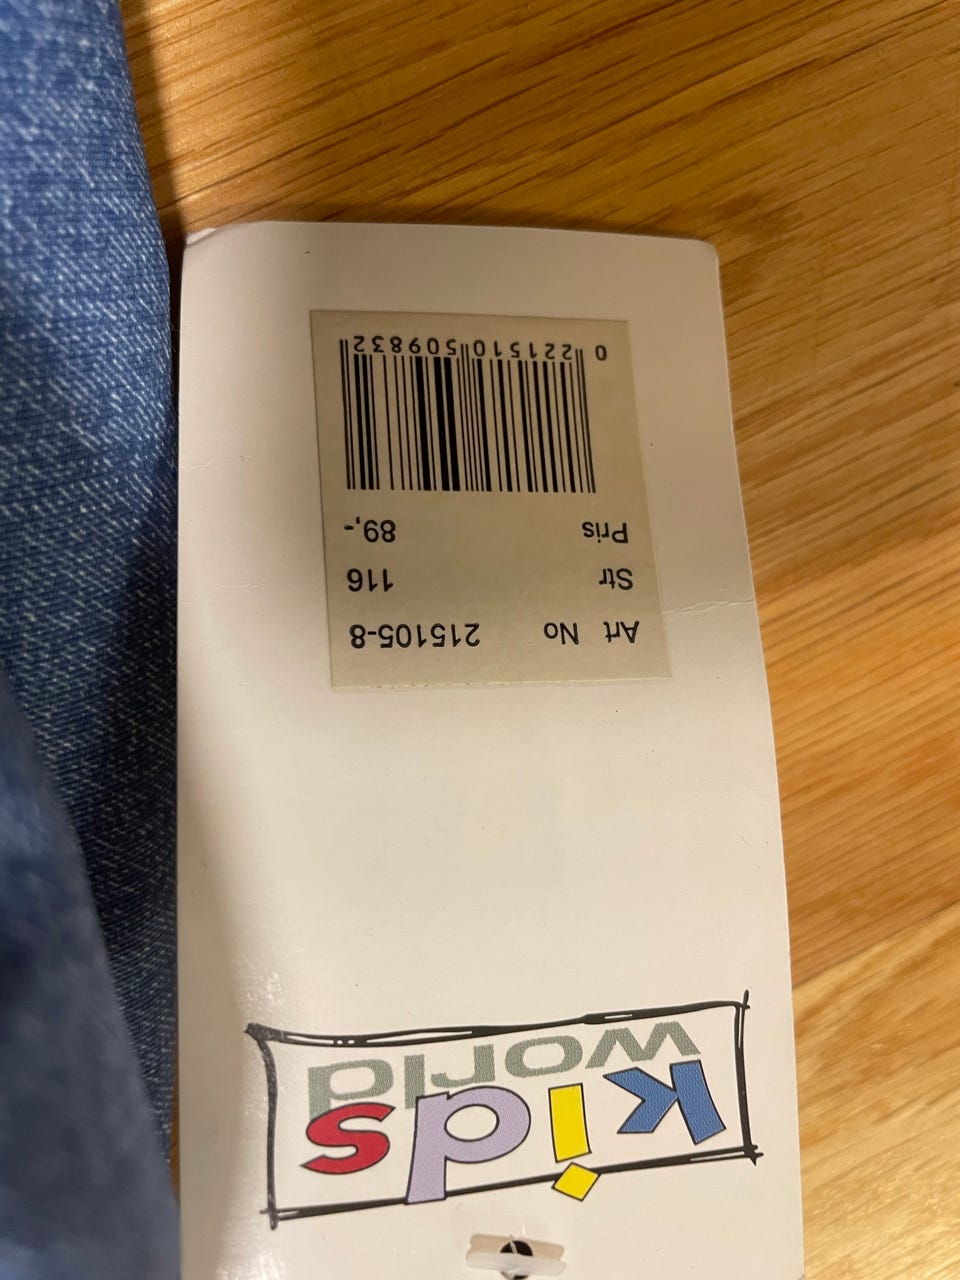 kids
world
Art No 215105-8
Str 116
Pris 89,-
0 221510 509832